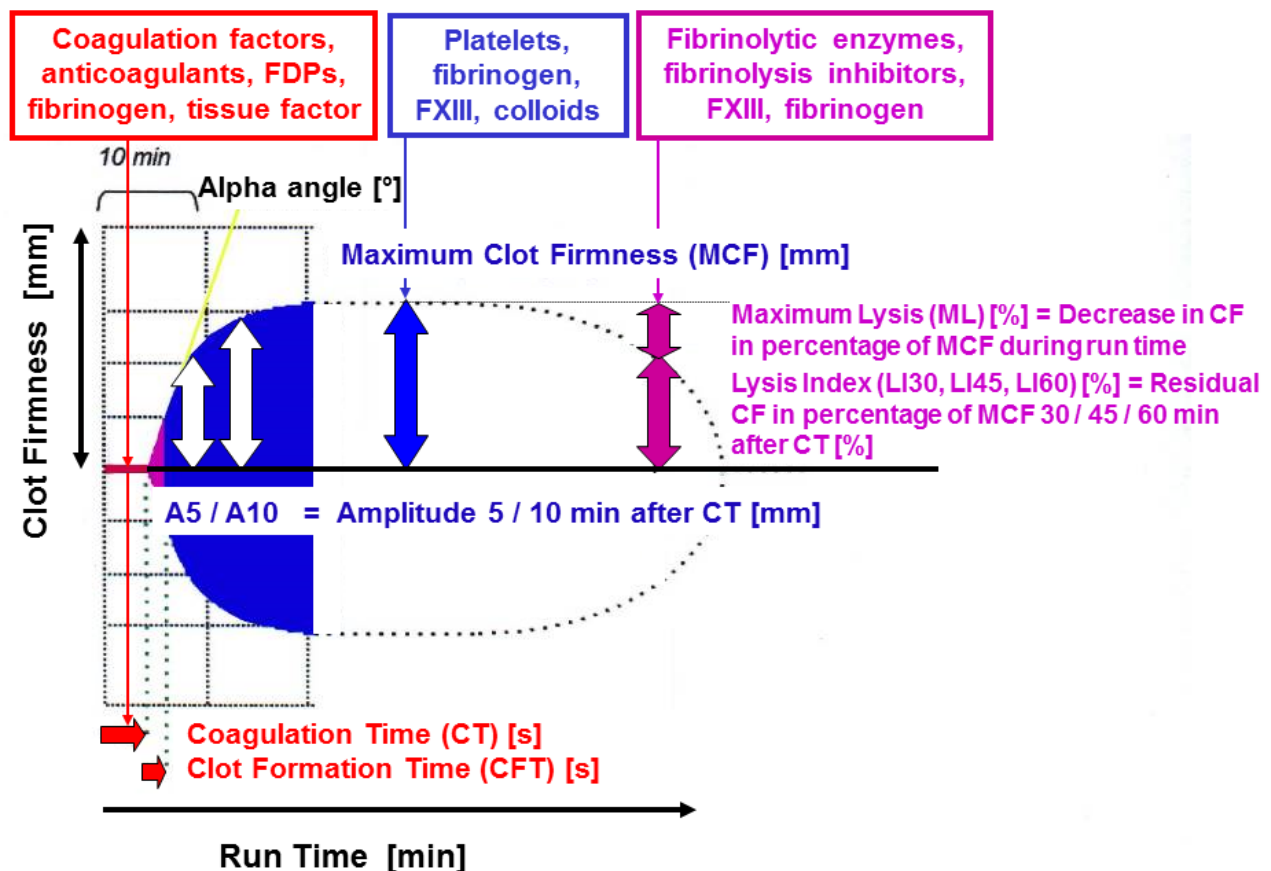 Coagulation factors,
anticoagulants, FDPs,
fibrinogen, tissue factor
Platelets,
fibrinogen,
FXIII, colloids
Fibrinolytic enzymes,
fibrinolysis inhibitors,
FXIII, fibrinogen
10 min
Alpha angle [°]
Clot Firmness [mm]
Maximum Clot Firmness (MCF) [mm]
Maximum Lysis (ML) [%] = Decrease in CF
in percentage of MCF during run time
Lysis Index (LI30, LI45, LI60) [%] = Residual
CF in percentage of MCF 30 / 45 / 60 min
after CT [%]
A5 / A10 = Amplitude 5 / 10 min after CT [mm]
Coagulation Time (CT) [s]
Clot Formation Time (CFT) [s]
Run Time [min]